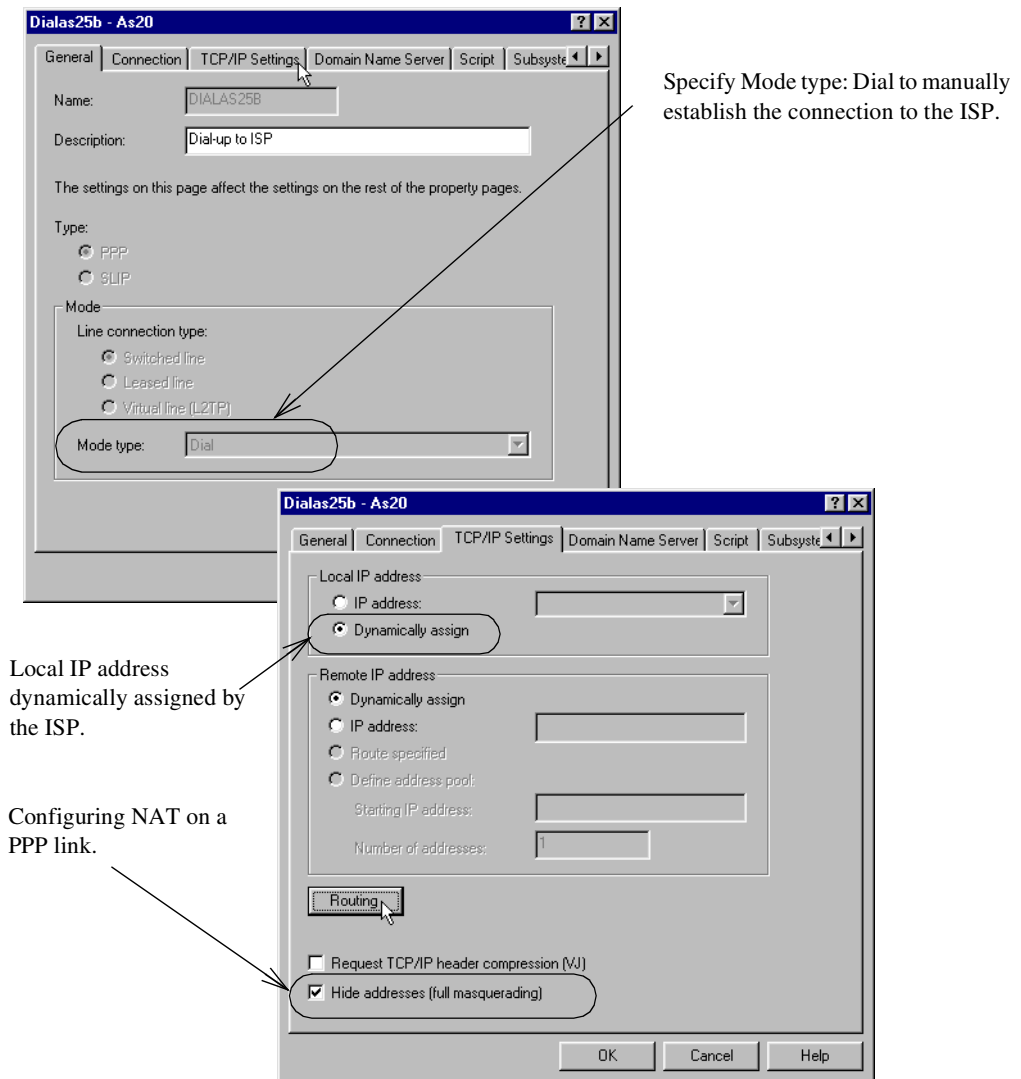 Dialas25b - As20
General Connection TCP/IP Settings Domain Name Server Script Subsyste
Name: DIALAS25B
Description: Dial-up to ISP
The settings on this page affect the settings on the rest of the property pages.
Type:
PPP
SLIP
Mode
Line connection type:
Switched line
Leased line
Virtual line (L2TP)
Mode type: Dial
Specify Mode type: Dial to manually
establish the connection to the ISP.
Dialas25b - As20
General Connection TCP/IP Settings Domain Name Server Script Subsyste
Local IP address
IP address:
Dynamically assign
Remote IP address
Dynamically assign
IP address:
Route specified
Define address pool:
Starting IP address:
Number of addresses: 1
Routing
Request TCP/IP header compression (VJ)
Hide addresses (full masquerading)
OK Cancel Help
Local IP address
dynamically assigned by
the ISP.
Configuring NAT on a
PPP link.